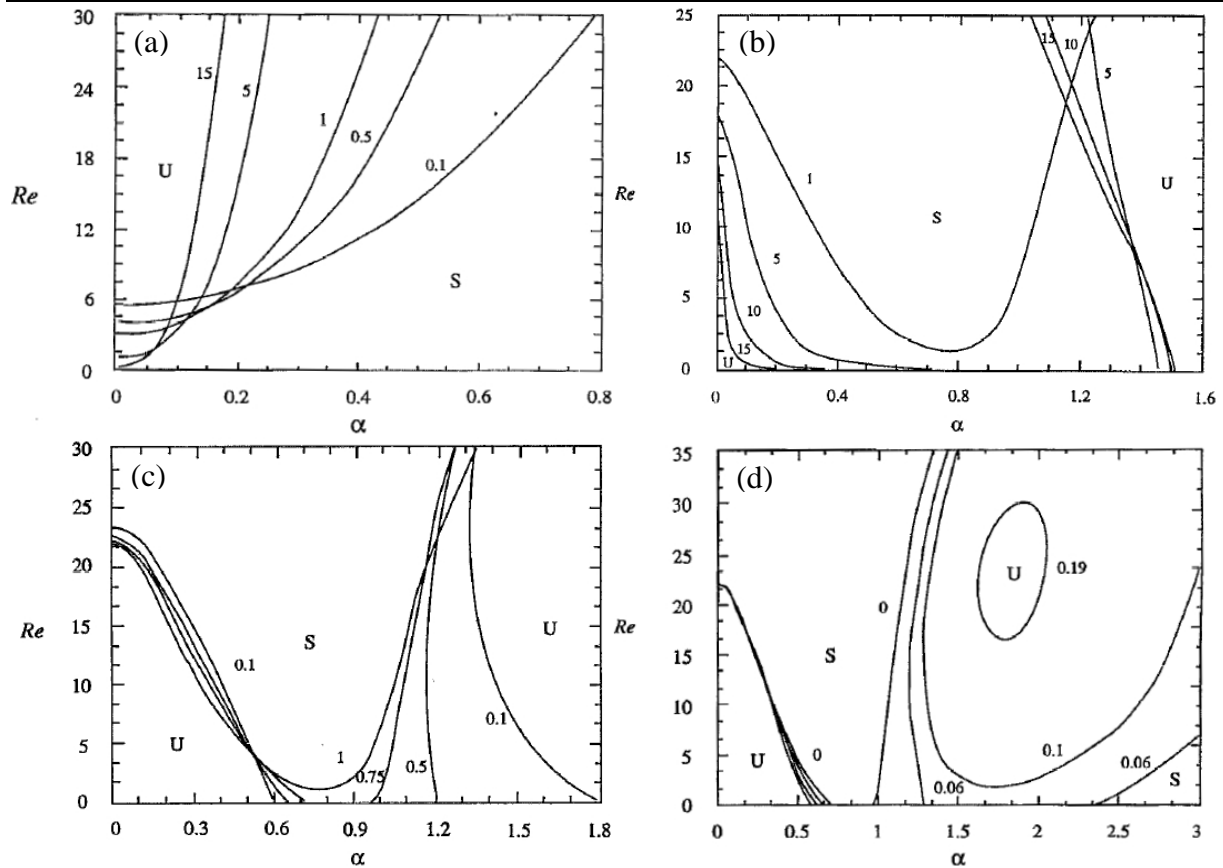 (a)
30
24
18
12
6
0
Re
U
15
5
1
0.5
0.1
S
0 0.2 0.4 0.6 0.8
α
(b)
25
20
15
10
5
0
Re
1
5
10
15
U
S
15
10
5
U
0 0.4 0.8 1.2 1.6
α
(c)
30
25
20
15
10
5
0
Re
0.1
S
U
U
1
0.75
0.5
0.1
0 0.3 0.6 0.9 1.2 1.5 1.8
α
(d)
35
30
25
20
15
10
5
0
Re
U
0.19
0
S
0
U
0.1
0.06
0.06
S
0 0.5 1 1.5 2 2.5 3
α